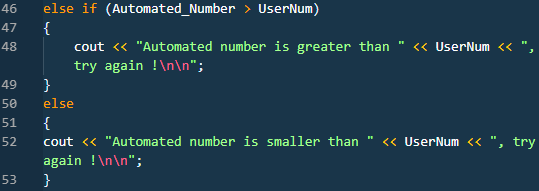 46 else if (Automated_Number > UserNum)
47 {
48 cout << "Automated number is greater than " << UserNum << ",
try again !\n\n";
49 }
50 else
51 {
52 cout << "Automated number is smaller than " << UserNum << ", try
again !\n\n";
53 }